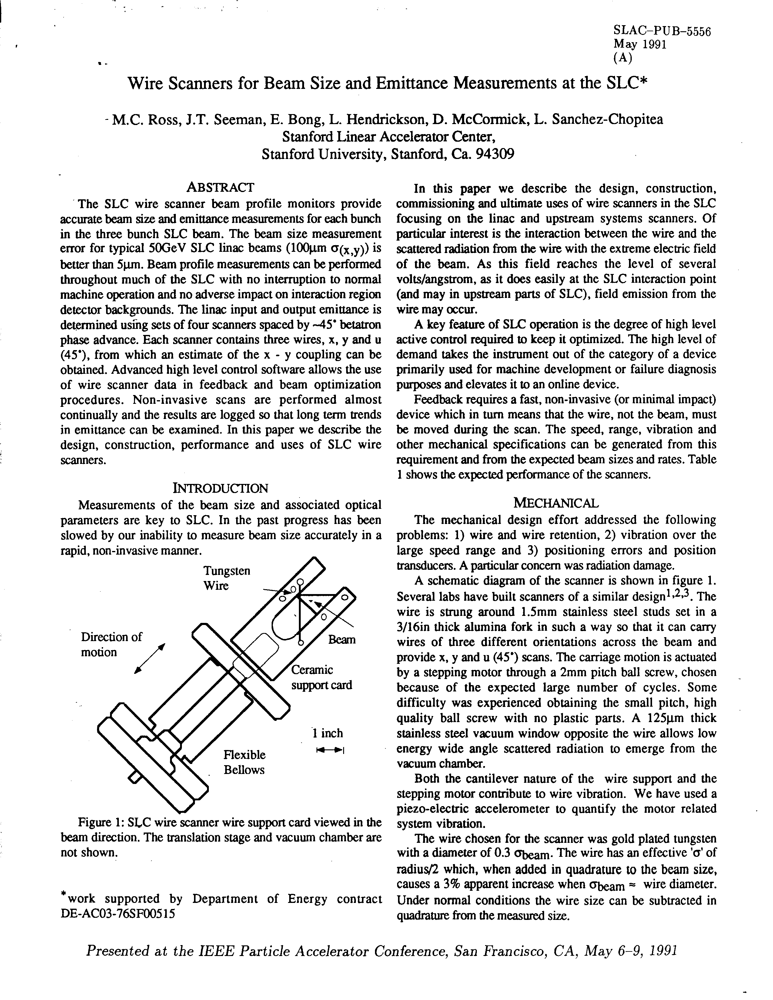 SLAC–PUB–5556
May 1991
(A)
Wire Scanners for Beam Size and Emittance Measurements at the SLC*
M.C. Ross, J.T. Seeman, E. Bong, L. Hendrickson, D. McCormick, L. Sanchez-Chopitea
Stanford Linear Accelerator Center,
Stanford University, Stanford, Ca. 94309
ABSTRACT
The SLC wire scanner beam profile monitors provide
accurate beam size and emittance measurements for each bunch
in the three bunch SLC beam. The beam size measurement
error for typical 50GeV SLC linac beams (100µm σ(x,y)) is
better than 5µm. Beam profile measurements can be performed
throughout much of the SLC with no interruption to normal
machine operation and no adverse impact on interaction region
detector backgrounds. The linac input and output emittance is
determined using sets of four scanners spaced by ~45° betatron
phase advance. Each scanner contains three wires, x, y and u
(45°), from which an estimate of the x - y coupling can be
obtained. Advanced high level control software allows the use
of wire scanner data in feedback and beam optimization
procedures. Non-invasive scans are performed almost
continually and the results are logged so that long term trends
in emittance can be examined. In this paper we describe the
design, construction, performance and uses of SLC wire
scanners.
INTRODUCTION
Measurements of the beam size and associated optical
parameters are key to SLC. In the past progress has been
slowed by our inability to measure beam size accurately in a
rapid, non-invasive manner.
Tungsten
Wire
Direction of
motion
Beam
Ceramic
support card
1 inch
Flexible
Bellows
Figure 1: SLC wire scanner wire support card viewed in the
beam direction. The translation stage and vacuum chamber are
not shown.
*work supported by Department of Energy contract
DE-AC03-76SF00515
In this paper we describe the design, construction,
commissioning and ultimate uses of wire scanners in the SLC
focusing on the linac and upstream systems scanners. Of
particular interest is the interaction between the wire and the
scattered radiation from the wire with the extreme electric field
of the beam. As this field reaches the level of several
volts/angstrom, as it does easily at the SLC interaction point
(and may in upstream parts of SLC), field emission from the
wire may occur.
A key feature of SLC operation is the degree of high level
active control required to keep it optimized. The high level of
demand takes the instrument out of the category of a device
primarily used for machine development or failure diagnosis
purposes and elevates it to an online device.
Feedback requires a fast, non-invasive (or minimal impact)
device which in turn means that the wire, not the beam, must
be moved during the scan. The speed, range, vibration and
other mechanical specifications can be generated from this
requirement and from the expected beam sizes and rates. Table
1 shows the expected performance of the scanners.
MECHANICAL
The mechanical design effort addressed the following
problems: 1) wire and wire retention, 2) vibration over the
large speed range and 3) positioning errors and position
transducers. A particular concern was radiation damage.
A schematic diagram of the scanner is shown in figure 1.
Several labs have built scanners of a similar design1,2,3. The
wire is strung around 1.5mm stainless steel studs set in a
3/16in thick alumina fork in such a way so that it can carry
wires of three different orientations across the beam and
provide x, y and u (45°) scans. The carriage motion is actuated
by a stepping motor through a 2mm pitch ball screw, chosen
because of the expected large number of cycles. Some
difficulty was experienced obtaining the small pitch, high
quality ball screw with no plastic parts. A 125µm thick
stainless steel vacuum window opposite the wire allows low
energy wide angle scattered radiation to emerge from the
vacuum chamber.
Both the cantilever nature of the wire support and the
stepping motor contribute to wire vibration. We have used a
piezo-electric accelerometer to quantify the motor related
system vibration.
The wire chosen for the scanner was gold plated tungsten
with a diameter of 0.3 σbeam. The wire has an effective 'σ' of
radius/2 which, when added in quadrature to the beam size,
causes a 3% apparent increase when σbeam ≈ wire diameter.
Under normal conditions the wire size can be subtracted in
quadrature from the measured size.
Presented at the IEEE Particle Accelerator Conference, San Francisco, CA, May 6–9, 1991